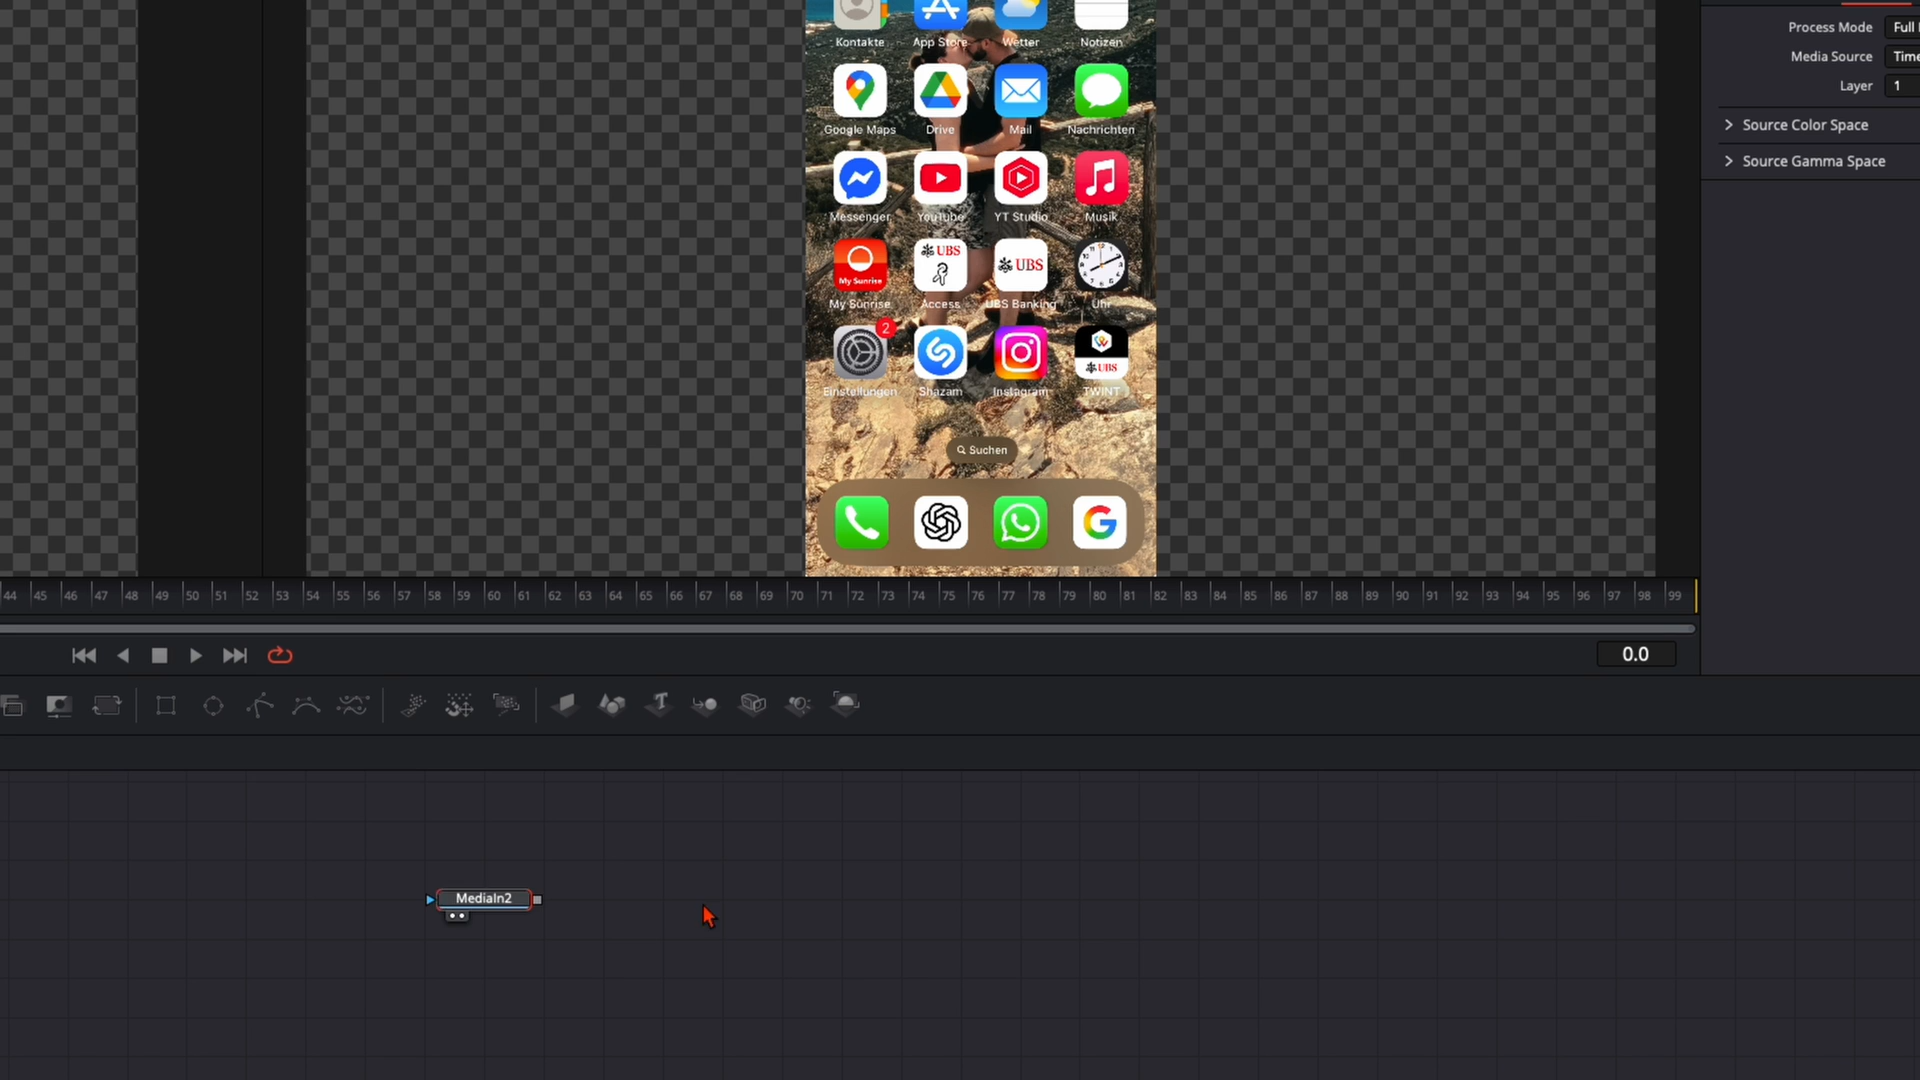 Kontakte App Store Wetter Notizen
Process Mode Full
Media Source Time
Layer 1
Source Color Space
Source Gamma Space
Google Maps Drive Mail Nachrichten
Messenger YouTube YT Studio Musik
UBS
UBS
My Sunrise
My Sunrise Access UBS Banking Uhr
2
UBS
Einstellungen Shazam Instagram TWINT
Suchen
44 45 46 47 48 49 50 51 52 53 54 55 56 57 58 59 60 61 62 63 64 65 66 67 68 69 70 71 72 73 74 75 76 77 78 79 80 81 82 83 84 85 86 87 88 89 90 91 92 93 94 95 96 97 98 99
0.0
T
MediaIn2